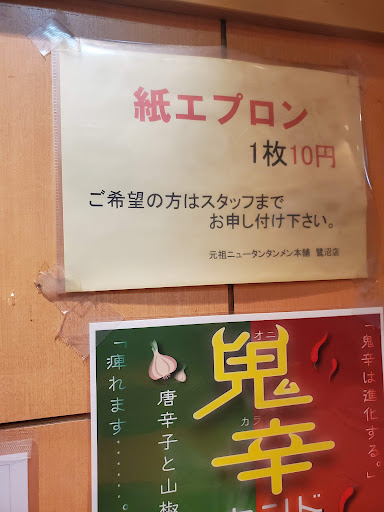 紙エプロン
1枚10円
ご希望の方はスタッフまで
お申し付け下さい。
元祖ニュータンタンメン本舗 鷺沼店
「鬼辛は進化する。」
鬼辛
オニ
カラ
唐辛子と山椒
「痺れます........